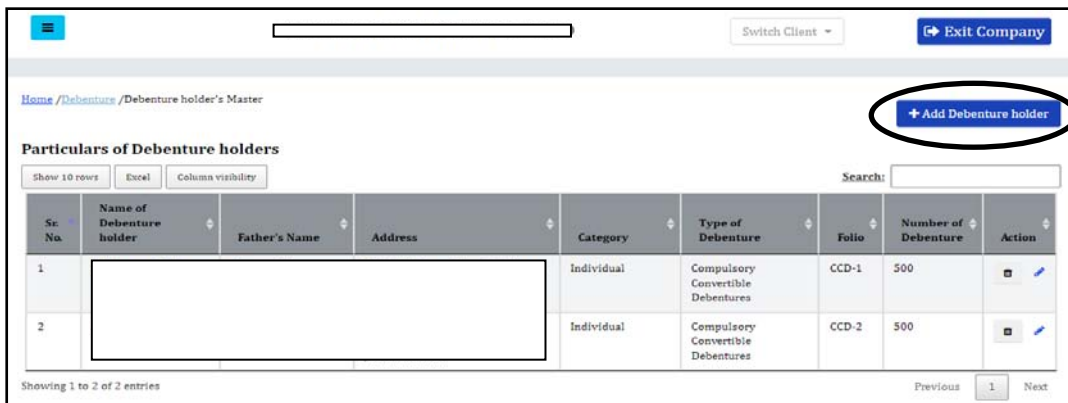 Switch Client
Exit Company
Home /Debenture /Debenture holder's Master
+ Add Debenture holder
Particulars of Debenture holders
Show 10 rows Excel Column visibility Search:
Sr. No. Name of Debenture holder Father's Name Address Category Type of Debenture Folio Number of Debenture Action
1 Individual Compulsory Convertible Debentures CCD-1 500
2 Individual Compulsory Convertible Debentures CCD-2 500
Showing 1 to 2 of 2 entries Previous 1 Next